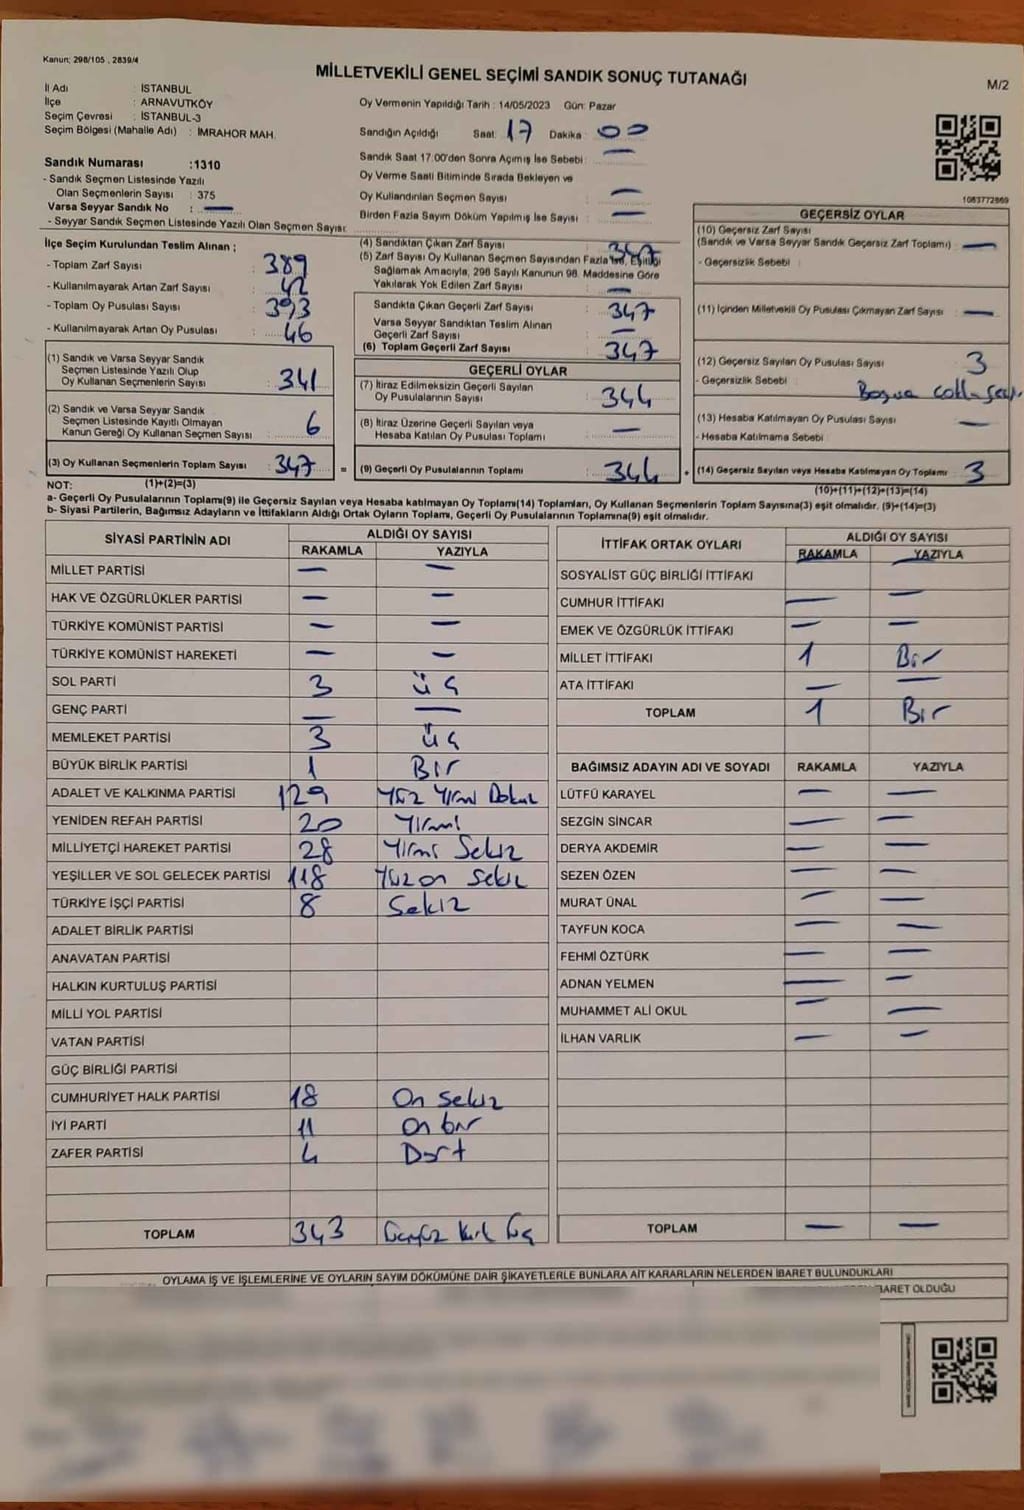 Kanun: 298/105 , 2839/4
MİLLETVEKİLİ GENEL SEÇİMİ SANDIK SONUÇ TUTANAĞI
M/2
İl Adı : İSTANBUL
İlçe : ARNAVUTKÖY
Seçim Çevresi : İSTANBUL-3
Seçim Bölgesi (Mahalle Adı) : İMRAHOR MAH.
Sandık Numarası :1310
- Sandık Seçmen Listesinde Yazılı
Olan Seçmenlerin Sayısı : 375
Varsa Seyyar Sandık No : —
- Seyyar Sandık Seçmen Listesinde Yazılı Olan Seçmen Sayısı:
Oy Vermenin Yapıldığı Tarih : 14/05/2023 Gün: Pazar
Sandığın Açıldığı Saat: 17 Dakika: 00
Sandık Saat 17:00'den Sonra Açımış İse Sebebi : —
Oy Verme Saati Bitiminde Sırada Bekleyen ve
Oy Kullandırılan Seçmen Sayısı : —
Birden Fazla Sayım Döküm Yapılmış İse Sayısı : —
1063772869
İlçe Seçim Kurulundan Teslim Alınan ;
- Toplam Zarf Sayısı : 389
- Kullanılmayarak Artan Zarf Sayısı : 42
- Toplam Oy Pusulası Sayısı : 393
- Kullanılmayarak Artan Oy Pusulası : 46
(1) Sandık ve Varsa Seyyar Sandık
Seçmen Listesinde Yazılı Olup
Oy Kullanan Seçmenlerin Sayısı : 341
(2) Sandık ve Varsa Seyyar Sandık
Seçmen Listesinde Kayıtlı Olmayan
Kanun Gereği Oy Kullanan Seçmen Sayısı : 6
(3) Oy Kullanan Seçmenlerin Toplam Sayısı : 347
(1)+(2)=(3)
(4) Sandıktan Çıkan Zarf Sayısı : 347
(5) Zarf Sayısı Oy Kullanan Seçmen Sayısından Fazla İse, Eşitliği
Sağlamak Amacıyla, 298 Sayılı Kanunun 98. Maddesine Göre
Yakılarak Yok Edilen Zarf Sayısı : —
Sandıkta Çıkan Geçerli Zarf Sayısı : 347
Varsa Seyyar Sandıktan Teslim Alınan
Geçerli Zarf Sayısı : —
(6) Toplam Geçerli Zarf Sayısı : 347
GEÇERLİ OYLAR
(7) İtiraz Edilmeksizin Geçerli Sayılan
Oy Pusulalarının Sayısı : 344
(8) İtiraz Üzerine Geçerli Sayılan veya
Hesaba Katılan Oy Pusulası Toplamı : —
= (9) Geçerli Oy Pusulalarının Toplamı : 344
GEÇERSİZ OYLAR
(10) Geçersiz Zarf Sayısı
(Sandık ve Varsa Seyyar Sandık Geçersiz Zarf Toplamı) : —
- Geçersizlik Sebebi :
(11) İçinden Milletvekili Oy Pusulası Çıkmayan Zarf Sayısı : —
(12) Geçersiz Sayılan Oy Pusulası Sayısı : 3
- Geçersizlik Sebebi :
(13) Hesaba Katılmayan Oy Pusulası Sayısı : —
- Hesaba Katılmama Sebebi :
+ (14) Geçersiz Sayılan veya Hesaba Katılmayan Oy Toplamı : 3
(10)+(11)+(12)+(13)=(14)
NOT:
a- Geçerli Oy Pusulalarının Toplamı(9) ile Geçersiz Sayılan veya Hesaba katılmayan Oy Toplamı(14) Toplamları, Oy Kullanan Seçmenlerin Toplam Sayısına(3) eşit olmalıdır. (9)+(14)=(3)
b- Siyasi Partilerin, Bağımsız Adayların ve İttifakların Aldığı Ortak Oyların Toplamı, Geçerli Oy Pusulalarının Toplamına(9) eşit olmalıdır.
SİYASİ PARTİNİN ADI ALDIĞI OY SAYISI
RAKAMLA YAZIYLA
MİLLET PARTİSİ — —
HAK VE ÖZGÜRLÜKLER PARTİSİ — —
TÜRKİYE KOMÜNİST PARTİSİ — —
TÜRKİYE KOMÜNİST HAREKETİ — —
SOL PARTİ 3 üç
GENÇ PARTİ — —
MEMLEKET PARTİSİ 3 üç
BÜYÜK BİRLİK PARTİSİ 1 Bir
ADALET VE KALKINMA PARTİSİ 129 Yüz Yirmi Dokuz
YENİDEN REFAH PARTİSİ 20 Yirmi
MİLLİYETÇİ HAREKET PARTİSİ 28 Yirmi Sekiz
YEŞİLLER VE SOL GELECEK PARTİSİ 118 Yüz on Sekiz
TÜRKİYE İŞÇİ PARTİSİ 8 Sekiz
ADALET BİRLİK PARTİSİ
ANAVATAN PARTİSİ
HALKIN KURTULUŞ PARTİSİ
MİLLİ YOL PARTİSİ
VATAN PARTİSİ
GÜÇ BİRLİĞİ PARTİSİ
CUMHURİYET HALK PARTİSİ 18 On sekiz
İYİ PARTİ 11 On bir
ZAFER PARTİSİ 4 Dört
TOPLAM 343 Üçyüz kırk üç
İTTİFAK ORTAK OYLARI ALDIĞI OY SAYISI
RAKAMLA YAZIYLA
SOSYALİST GÜÇ BİRLİĞİ İTTİFAKI — —
CUMHUR İTTİFAKI — —
EMEK VE ÖZGÜRLÜK İTTİFAKI — —
MİLLET İTTİFAKI 1 Bir
ATA İTTİFAKI — —
TOPLAM 1 Bir
BAĞIMSIZ ADAYIN ADI VE SOYADI RAKAMLA YAZIYLA
LÜTFÜ KARAYEL — —
SEZGİN SİNCAR — —
DERYA AKDEMİR — —
SEZEN ÖZEN — —
MURAT ÜNAL — —
TAYFUN KOCA — —
FEHMİ ÖZTÜRK — —
ADNAN YELMEN — —
MUHAMMET ALİ OKUL — —
İLHAN VARLIK — —
TOPLAM — —
OYLAMA İŞ VE İŞLEMLERİNE VE OYLARIN SAYIM DÖKÜMÜNE DAİR ŞİKAYETLERLE BUNLARA AİT KARARLARIN NELERDEN İBARET BULUNDUKLARI
İBARET OLDUĞU